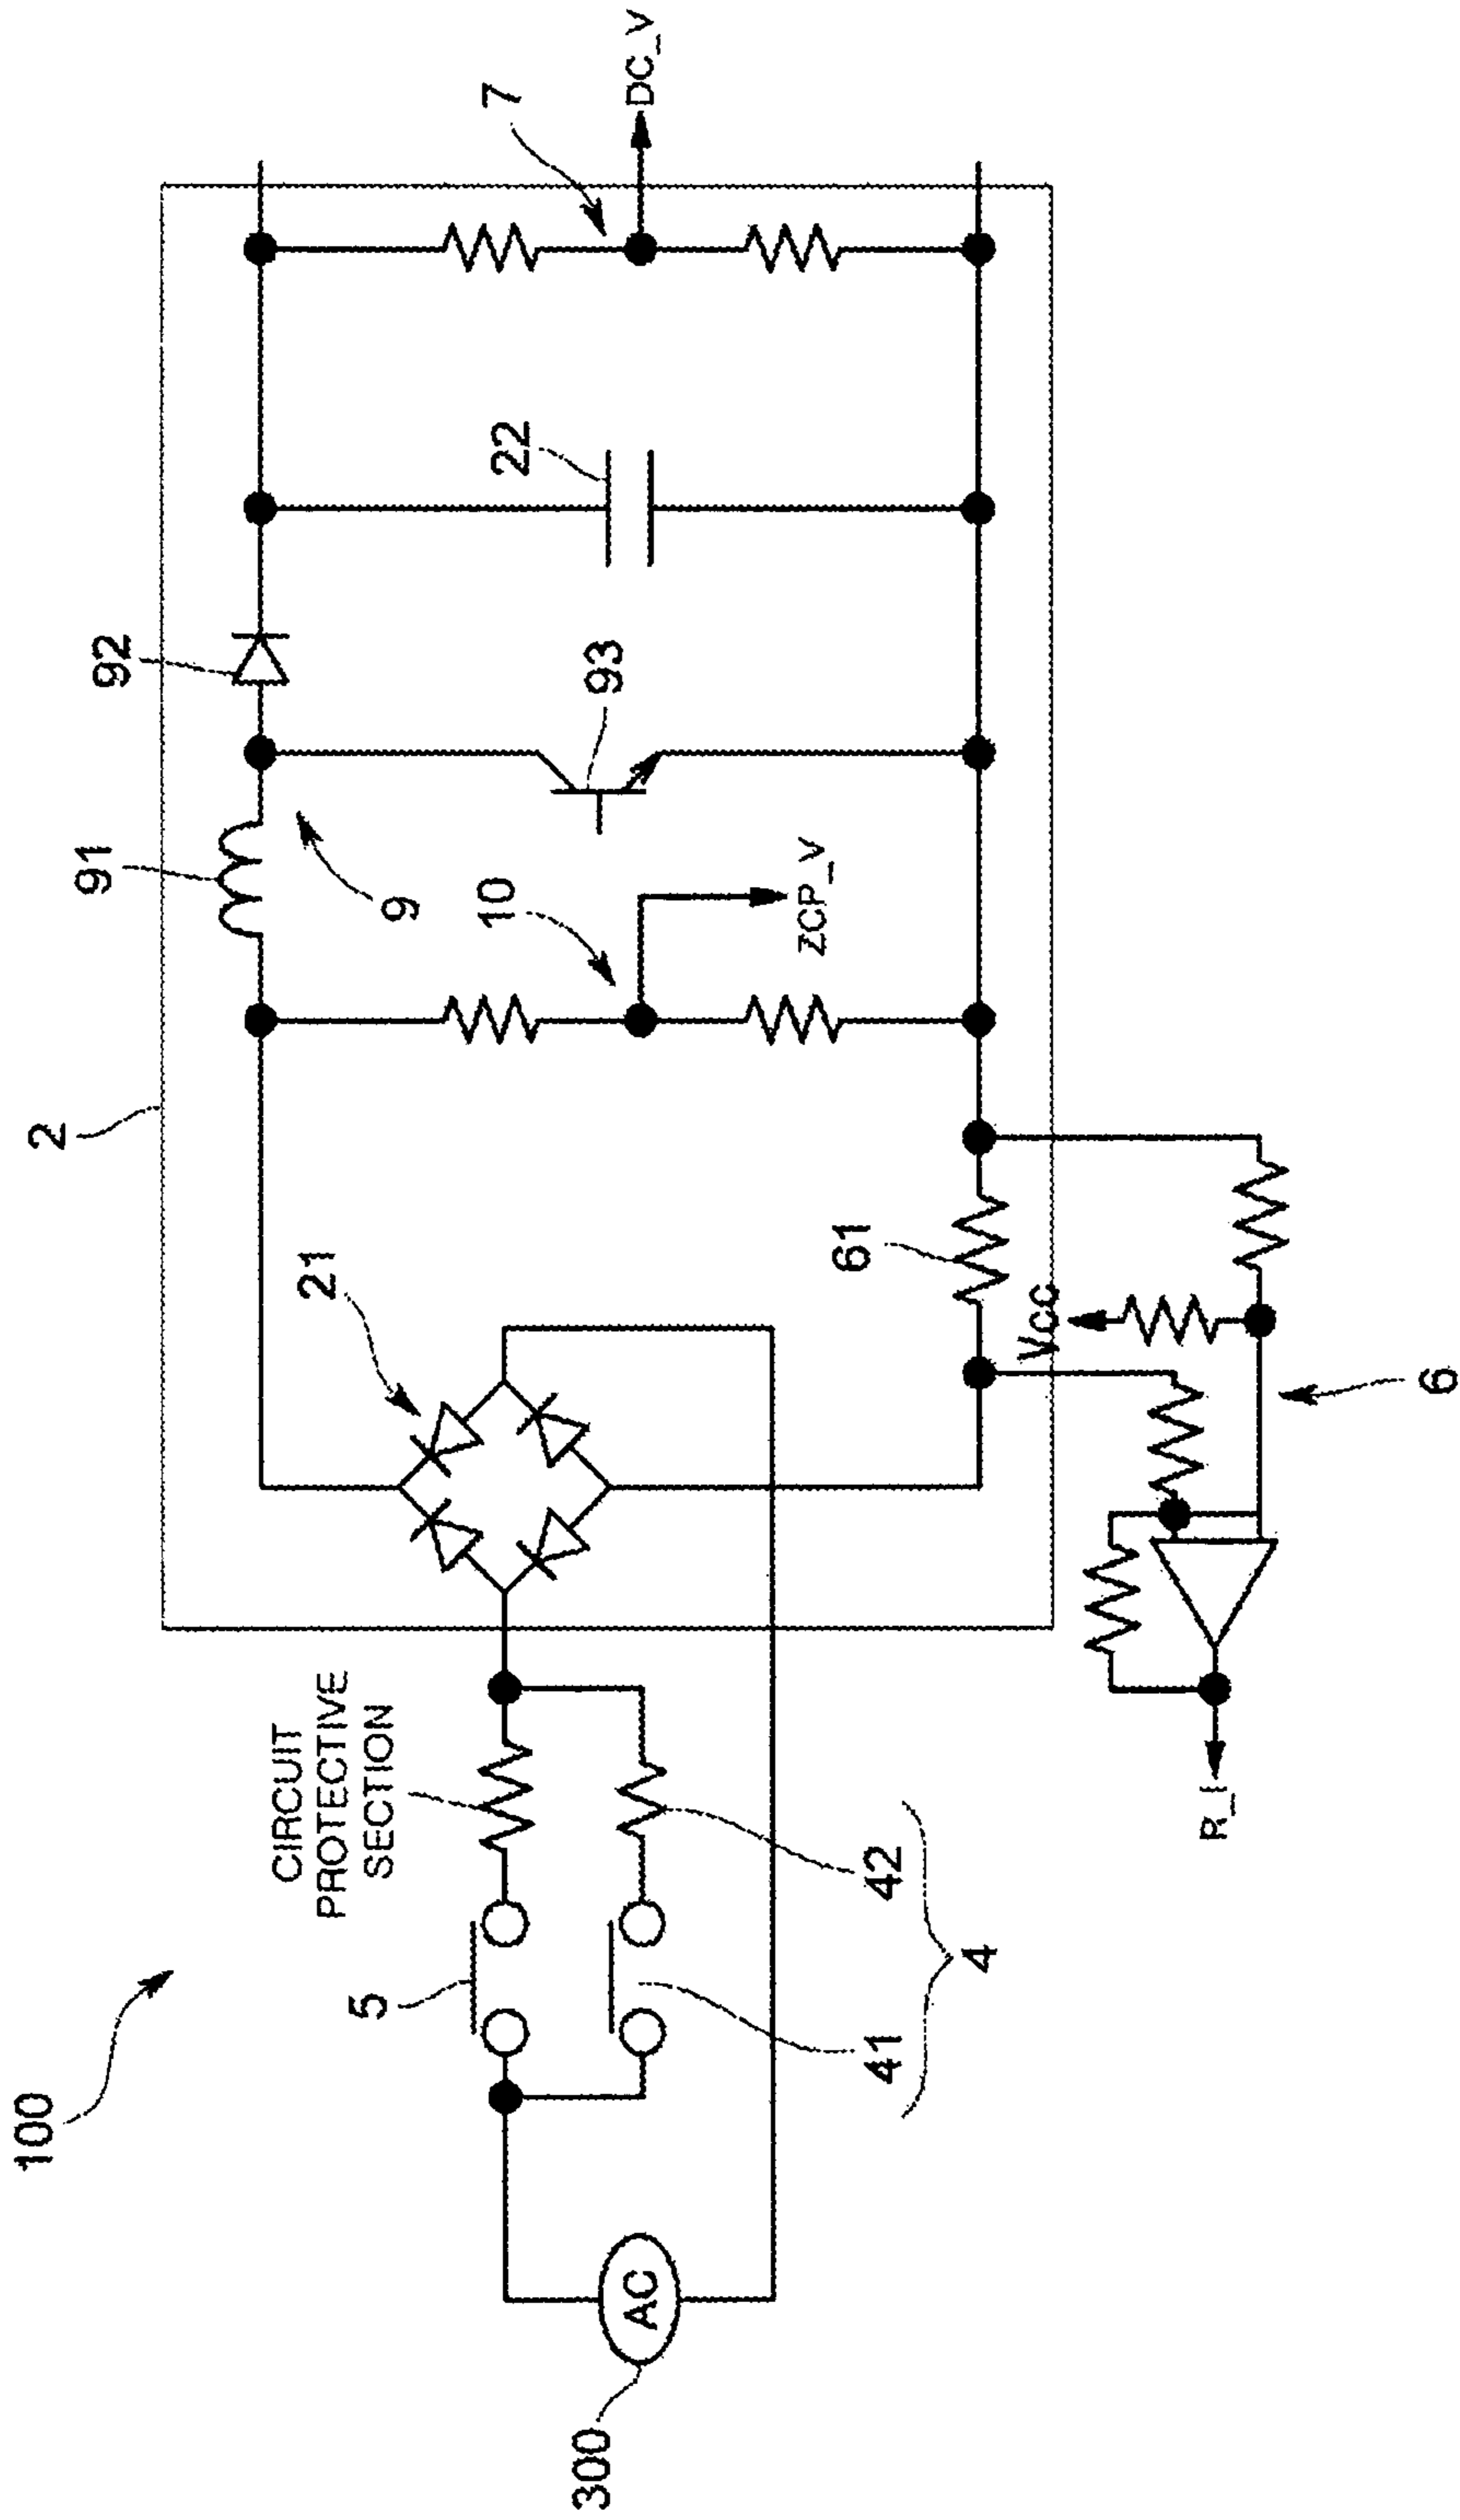 100
2
91
92
9
10
93
22
7
DC_V
ZCP_V
21
61
VCC
6
R_I
CIRCUIT
PROTECTIVE
SECTION
5
41
42
4
AC
300